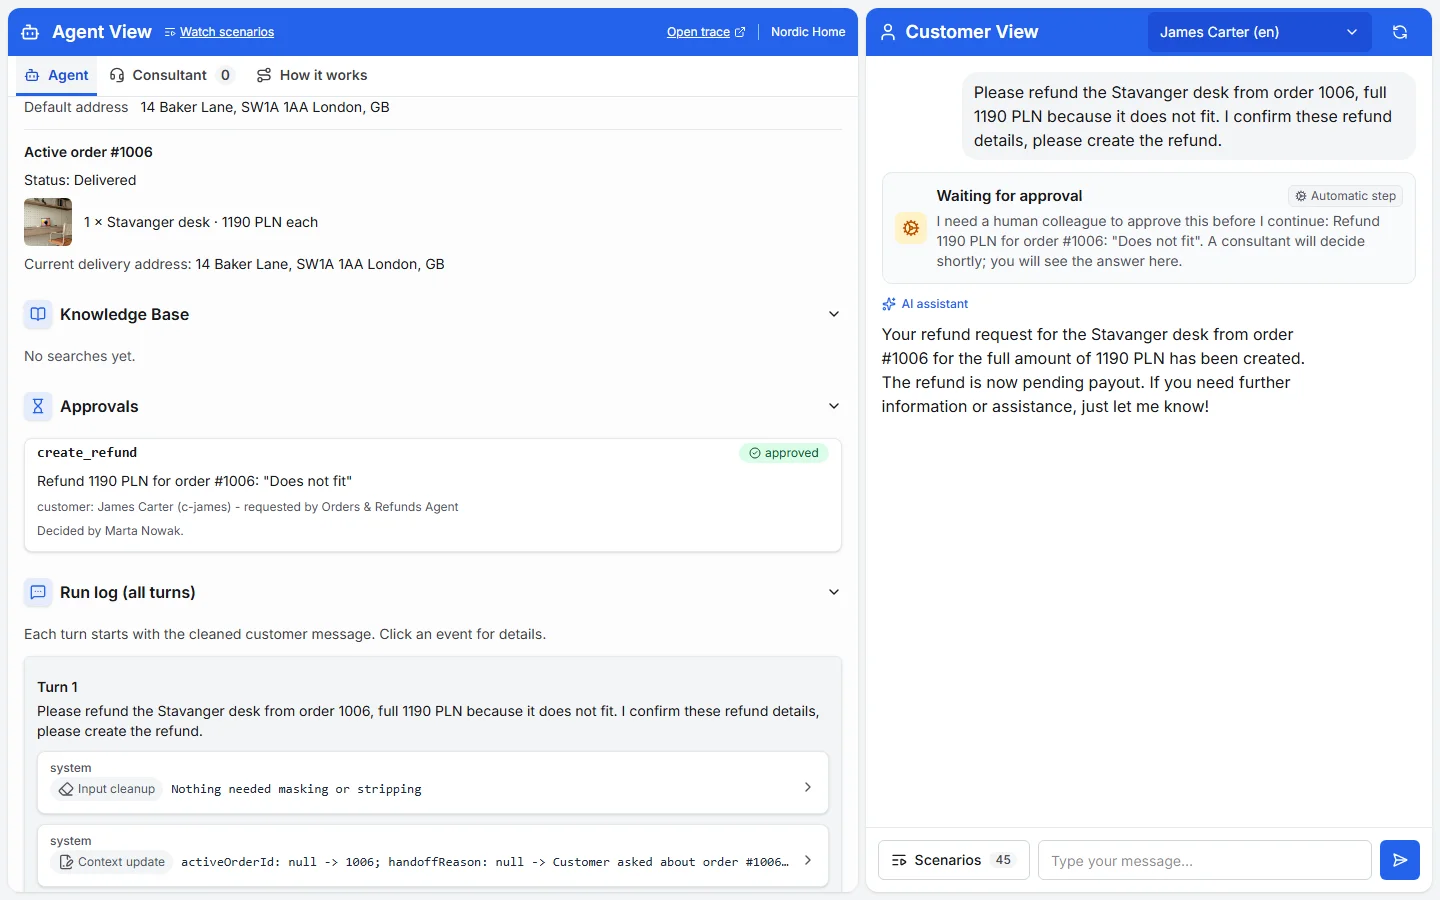 Agent View
Watch scenarios
Open trace
Nordic Home
Agent
Consultant 0
How it works
Default address 14 Baker Lane, SW1A 1AA London, GB
Active order #1006
Status: Delivered
1 × Stavanger desk · 1190 PLN each
Current delivery address: 14 Baker Lane, SW1A 1AA London, GB
Knowledge Base
No searches yet.
Approvals
create_refund
approved
Refund 1190 PLN for order #1006: "Does not fit"
customer: James Carter (c-james) - requested by Orders & Refunds Agent
Decided by Marta Nowak.
Run log (all turns)
Each turn starts with the cleaned customer message. Click an event for details.
Turn 1
Please refund the Stavanger desk from order 1006, full 1190 PLN because it does not fit. I confirm these refund details,
please create the refund.
system
Input cleanup Nothing needed masking or stripping
system
Context update activeOrderId: null -> 1006; handoffReason: null -> Customer asked about order #1006…
Customer View
James Carter (en)
Please refund the Stavanger desk from order 1006, full
1190 PLN because it does not fit. I confirm these refund
details, please create the refund.
Waiting for approval
Automatic step
I need a human colleague to approve this before I continue: Refund
1190 PLN for order #1006: "Does not fit". A consultant will decide
shortly; you will see the answer here.
AI assistant
Your refund request for the Stavanger desk from order
#1006 for the full amount of 1190 PLN has been created.
The refund is now pending payout. If you need further
information or assistance, just let me know!
Scenarios 45
Type your message...